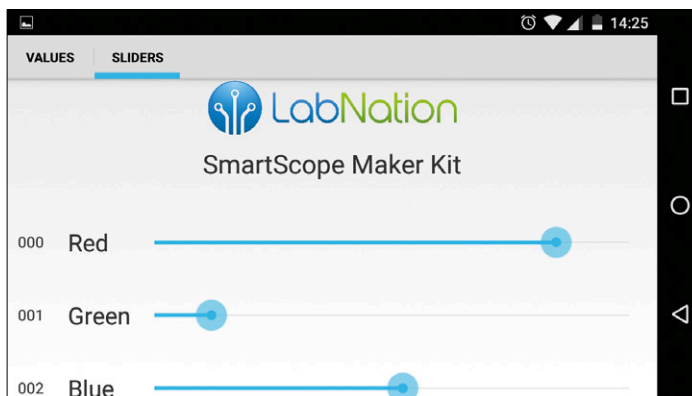 14:25
VALUES SLIDERS
LabNation
SmartScope Maker Kit
000 Red
001 Green
002 Blue